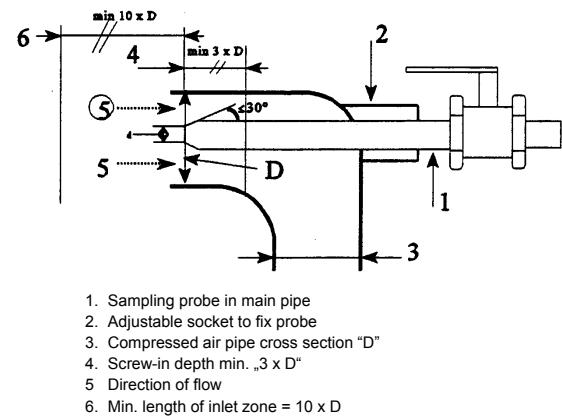 min 10 x D
6
4
min 3 x D
2
5
≤30°
d
5
D
1
3
1. Sampling probe in main pipe
2. Adjustable socket to fix probe
3. Compressed air pipe cross section “D”
4. Screw-in depth min. „3 x D“
5 Direction of flow
6. Min. length of inlet zone = 10 x D